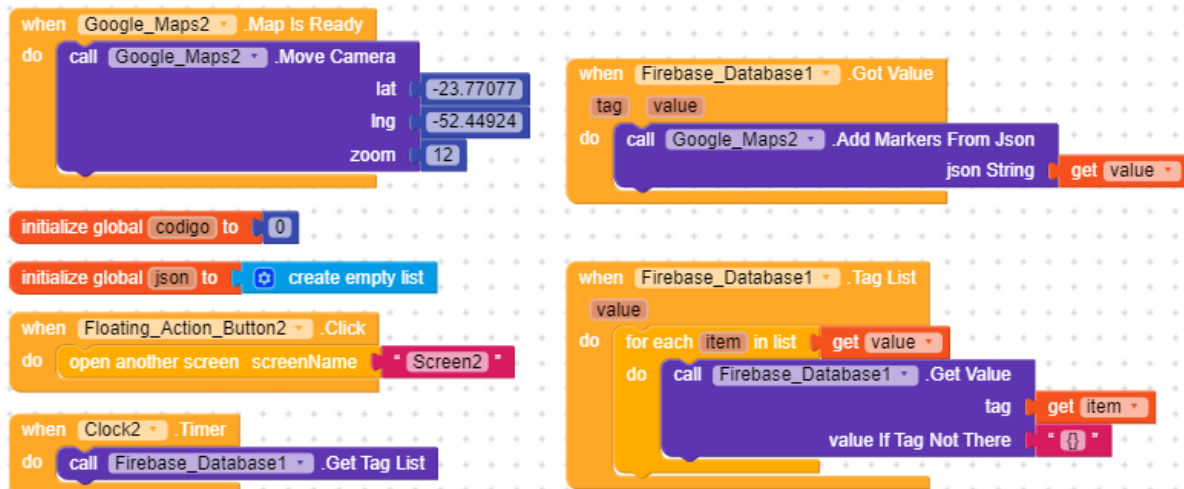 when Google_Maps2 .Map Is Ready
do call Google_Maps2 .Move Camera
lat -23.77077
lng -52.44924
zoom 12
initialize global codigo to 0
initialize global json to create empty list
when Floating_Action_Button2 .Click
do open another screen screenName " Screen2 "
when Clock2 .Timer
do call Firebase_Database1 .Get Tag List
when Firebase_Database1 .Got Value
tag value
do call Google_Maps2 .Add Markers From Json
json String get value
when Firebase_Database1 .Tag List
value
do for each item in list get value
do call Firebase_Database1 .Get Value
tag get item
value If Tag Not There " {} "